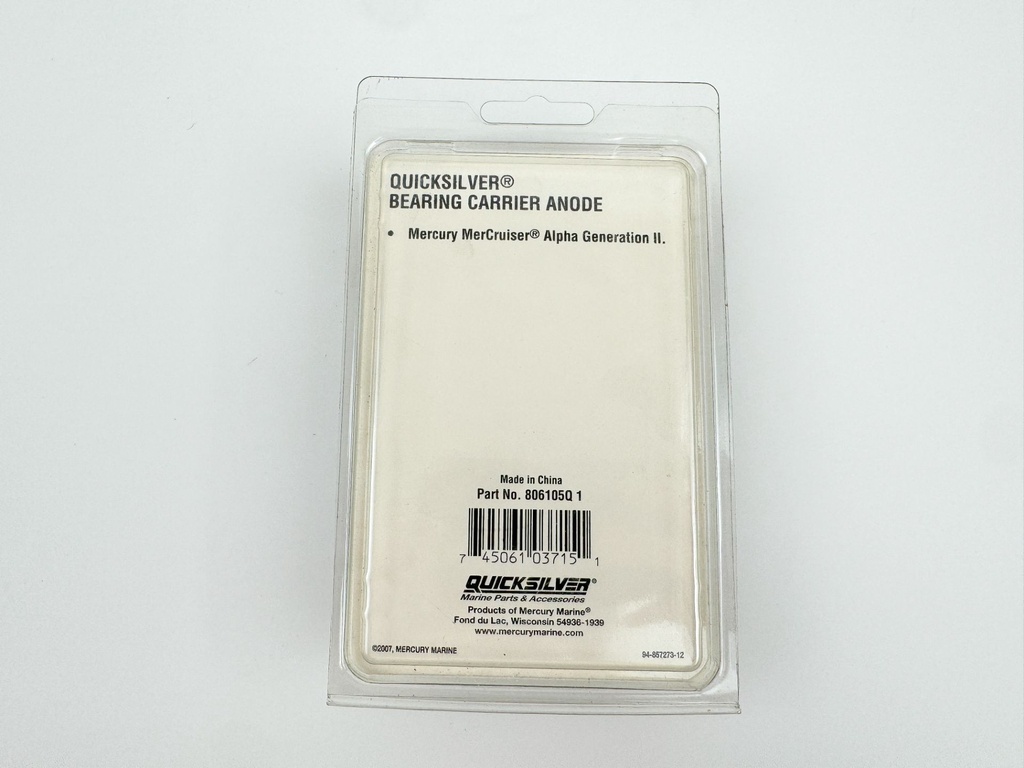 QUICKSILVER®
BEARING CARRIER ANODE
• Mercury MerCruiser® Alpha Generation II.
Made in China
Part No. 806105Q 1
7 45061 03715 1
QUICKSILVER®
Marine Parts & Accessories
Products of Mercury Marine®
Fond du Lac, Wisconsin 54936-1939
www.mercurymarine.com
©2007, MERCURY MARINE
94-857273-12